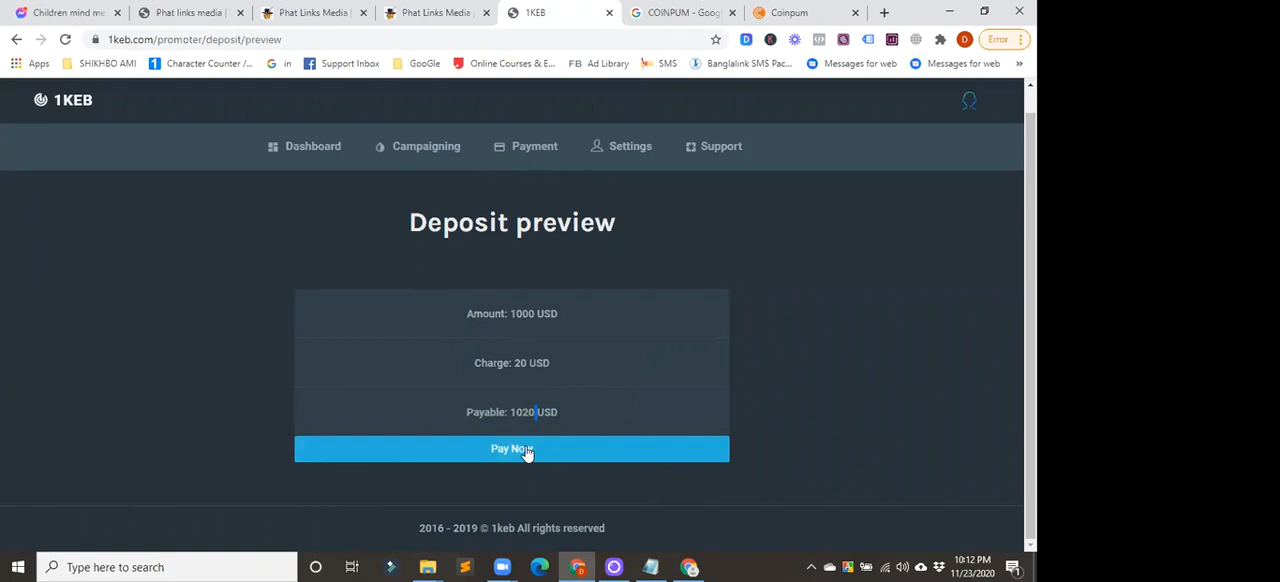 Children mind me
Phat links media
Phat Links Media
Phat Links Media
1KEB
COINPUM - Goog
Coinpum
1keb.com/promoter/deposit/preview
Error
Apps
SHIKHBO AMI
Character Counter /...
in
Support Inbox
GooGle
Online Courses & E...
FB Ad Library
SMS
Banglalink SMS Pac...
Messages for web
Messages for web
»
1KEB
Dashboard
Campaigning
Payment
Settings
Support
Deposit preview
Amount: 1000 USD
Charge: 20 USD
Payable: 1020 USD
Pay Now
2016 - 2019 © 1keb All rights reserved
Type here to search
10:12 PM
11/23/2020